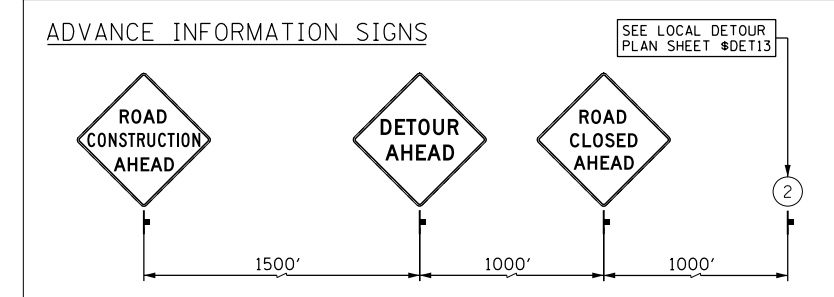 ADVANCE INFORMATION SIGNS
SEE LOCAL DETOUR
PLAN SHEET $DET13
ROAD
CONSTRUCTION
AHEAD
DETOUR
AHEAD
ROAD
CLOSED
AHEAD
2
1500'
1000'
1000'